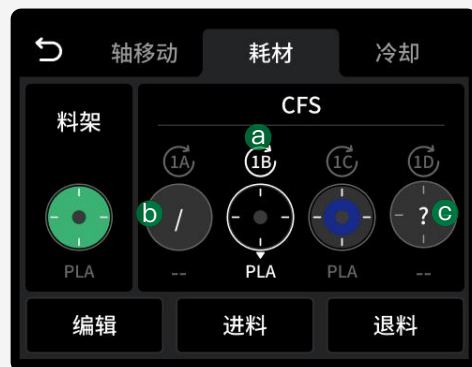 轴移动 耗材 冷却
料架 CFS
a
1A 1B 1C 1D
b / ? c
PLA -- PLA PLA --
编辑 进料 退料